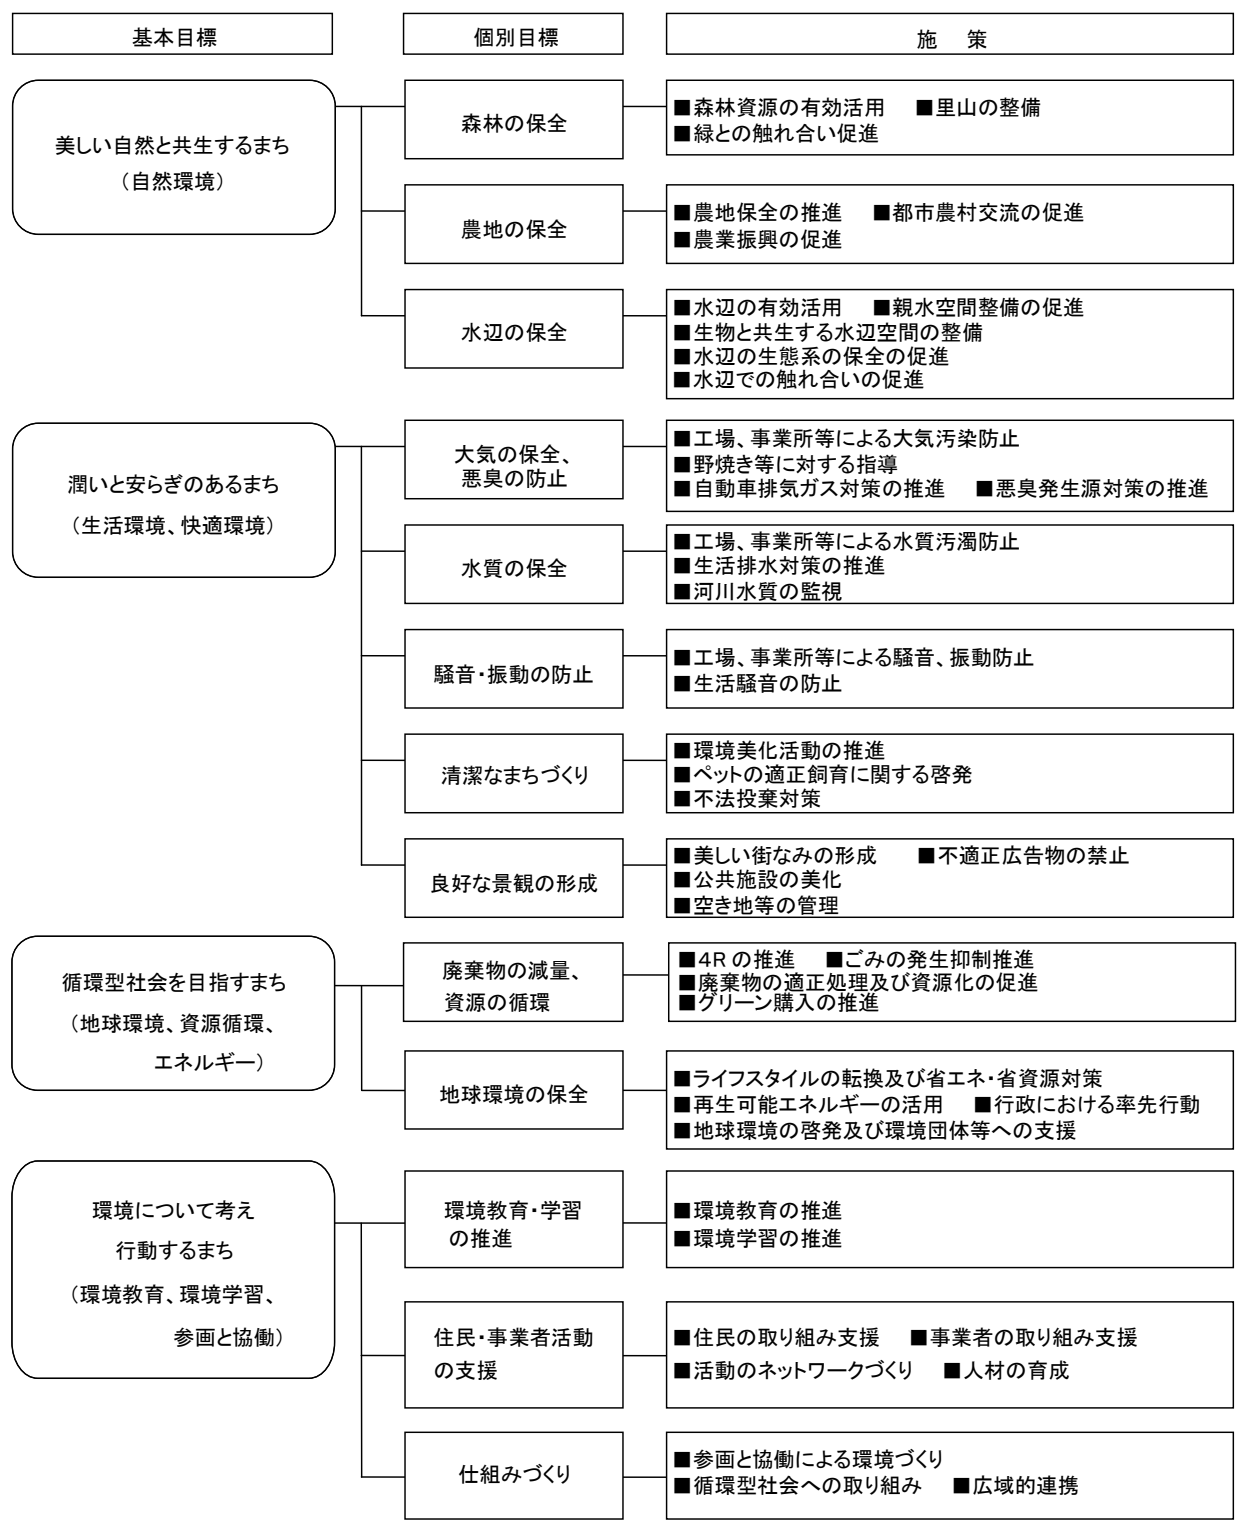 基本目標
個別目標
施　策
美しい自然と共生するまち
（自然環境）
森林の保全
■森林資源の有効活用　■里山の整備
■緑との触れ合い促進
農地の保全
■農地保全の推進　■都市農村交流の促進
■農業振興の促進
水辺の保全
■水辺の有効活用　■親水空間整備の促進
■生物と共生する水辺空間の整備
■水辺の生態系の保全の促進
■水辺での触れ合いの促進
潤いと安らぎのあるまち
（生活環境、快適環境）
大気の保全、
悪臭の防止
■工場、事業所等による大気汚染防止
■野焼き等に対する指導
■自動車排気ガス対策の推進　■悪臭発生源対策の推進
水質の保全
■工場、事業所等による水質汚濁防止
■生活排水対策の推進
■河川水質の監視
騒音・振動の防止
■工場、事業所等による騒音、振動防止
■生活騒音の防止
清潔なまちづくり
■環境美化活動の推進
■ペットの適正飼育に関する啓発
■不法投棄対策
良好な景観の形成
■美しい街なみの形成　■不適正広告物の禁止
■公共施設の美化
■空き地等の管理
循環型社会を目指すまち
（地球環境、資源循環、
エネルギー）
廃棄物の減量、
資源の循環
■４Ｒの推進　■ごみの発生抑制推進
■廃棄物の適正処理及び資源化の促進
■グリーン購入の推進
地球環境の保全
■ライフスタイルの転換及び省エネ・省資源対策
■再生可能エネルギーの活用　■行政における率先行動
■地球環境の啓発及び環境団体等への支援
環境について考え
行動するまち
（環境教育、環境学習、
参画と協働）
環境教育・学習
の推進
■環境教育の推進
■環境学習の推進
住民・事業者活動
の支援
■住民の取り組み支援　■事業者の取り組み支援
■活動のネットワークづくり　■人材の育成
仕組みづくり
■参画と協働による環境づくり
■循環型社会への取り組み　■広域的連携